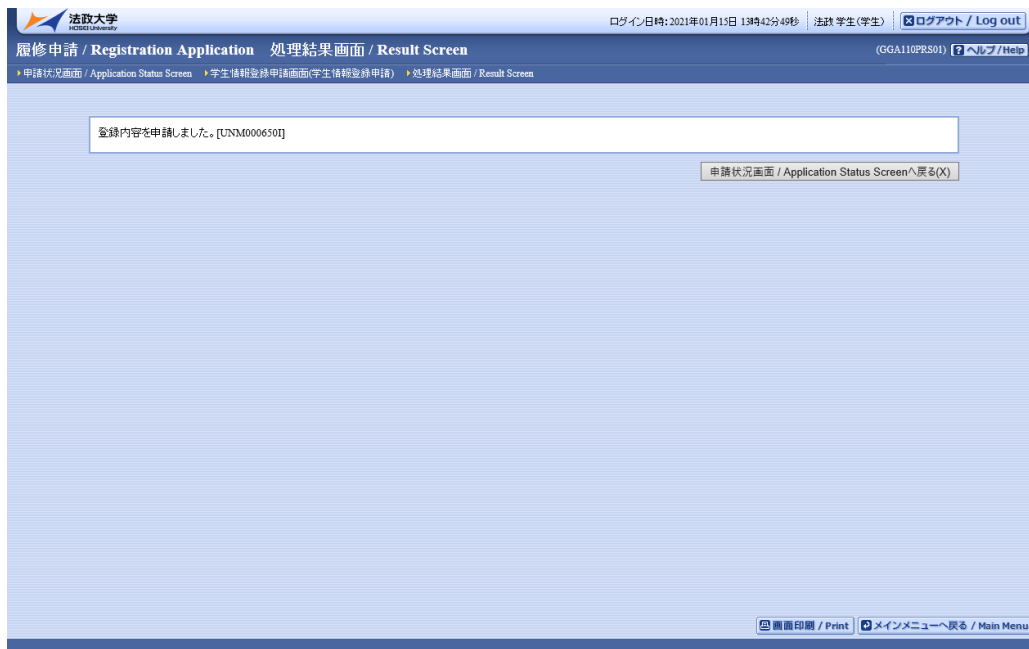 法政大学
HOSEI University
ログイン日時:2021年01月15日 13時42分49秒 法政 学生(学生) ログアウト / Log out
履修申請 / Registration Application 処理結果画面 / Result Screen (GGA110PRS01) ヘルプ/Help
申請状況画面 / Application Status Screen 学生情報登録申請画面(学生情報登録申請) 処理結果画面 / Result Screen
登録内容を申請しました。[UNM000650I]
申請状況画面 / Application Status Screenへ戻る(X)
画面印刷 / Print メインメニューへ戻る / Main Menu